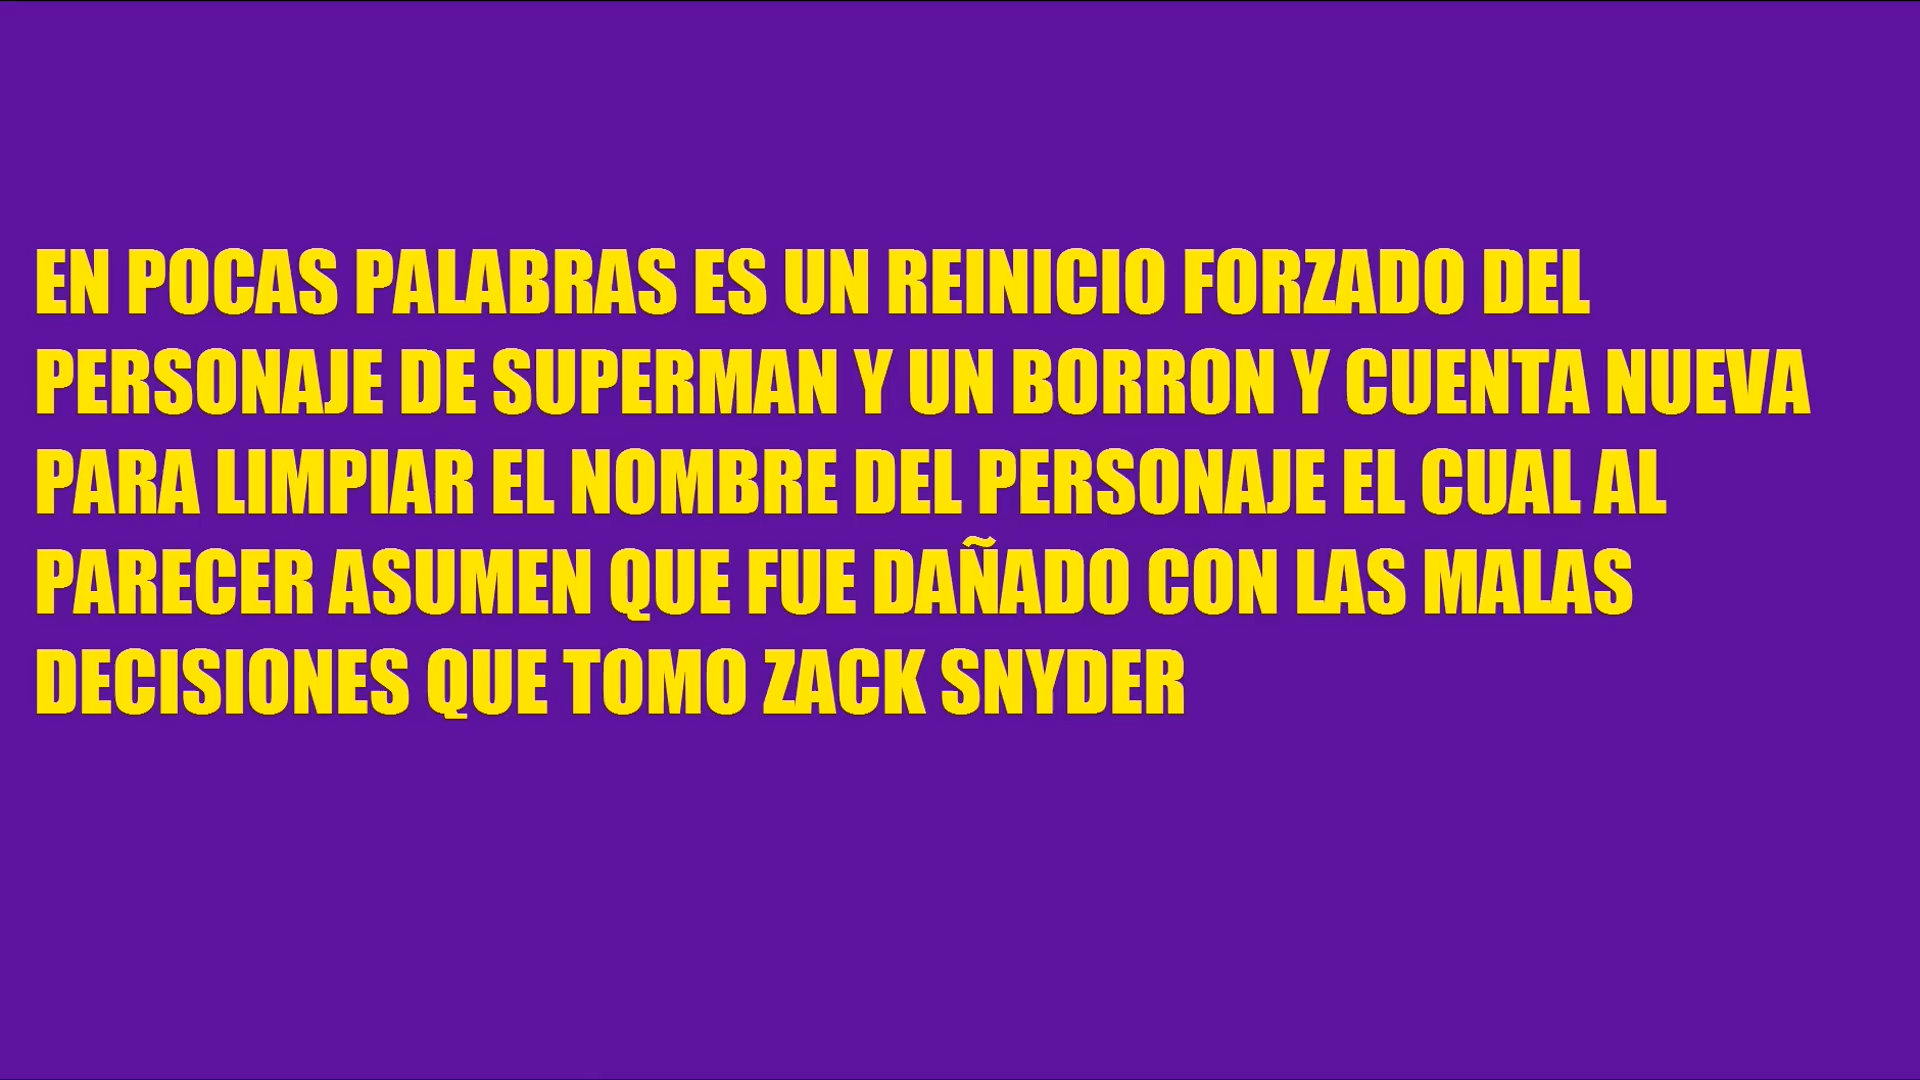 EN POCAS PALABRAS ES UN REINICIO FORZADO DEL
PERSONAJE DE SUPERMAN Y UN BORRON Y CUENTA NUEVA
PARA LIMPIAR EL NOMBRE DEL PERSONAJE EL CUAL AL
PARECER ASUMEN QUE FUE DAÑADO CON LAS MALAS
DECISIONES QUE TOMO ZACK SNYDER